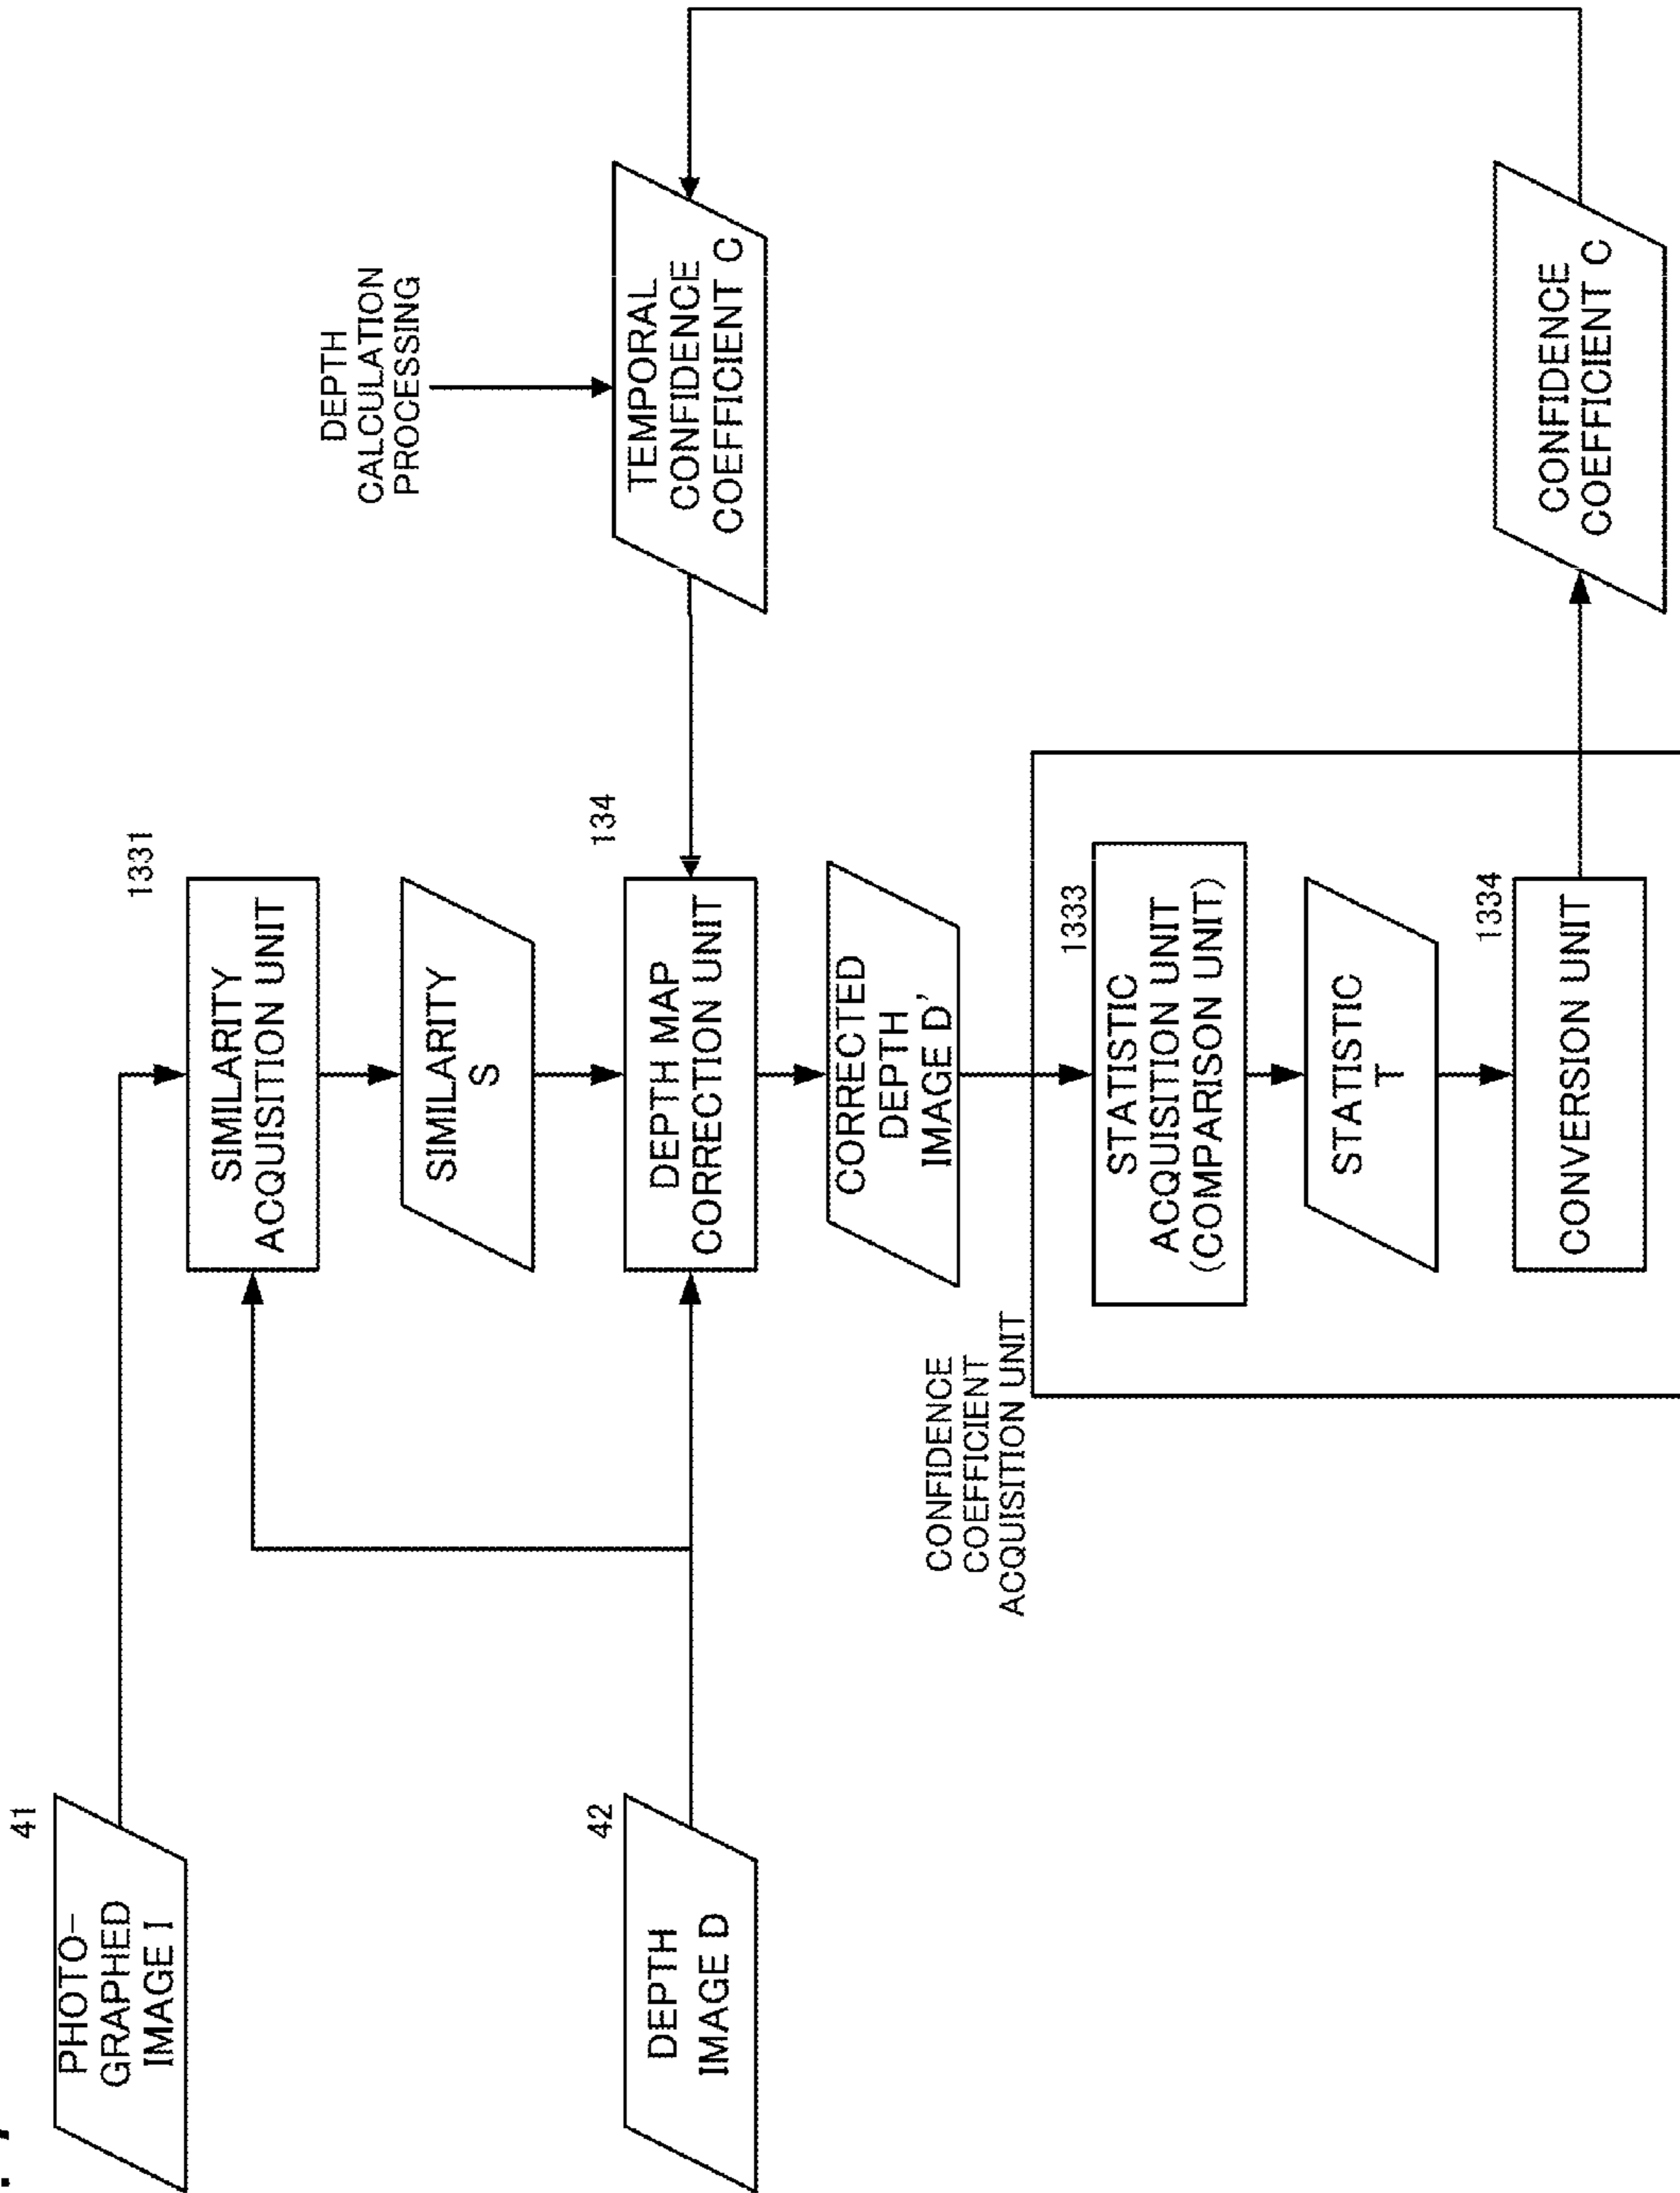 41
PHOTO-
GRAPHED
IMAGE I
42
DEPTH
IMAGE D
1331
SIMILARITY
ACQUISITION UNIT
SIMILARITY
S
134
DEPTH MAP
CORRECTION UNIT
CORRECTED
DEPTH
IMAGE D'
CONFIDENCE
COEFFICIENT
ACQUISITION UNIT
1333
STATISTIC
ACQUISITION UNIT
(COMPARISON UNIT)
STATISTIC
T
1334
CONVERSION UNIT
DEPTH
CALCULATION
PROCESSING
TEMPORAL
CONFIDENCE
COEFFICIENT C
CONFIDENCE
COEFFICIENT C